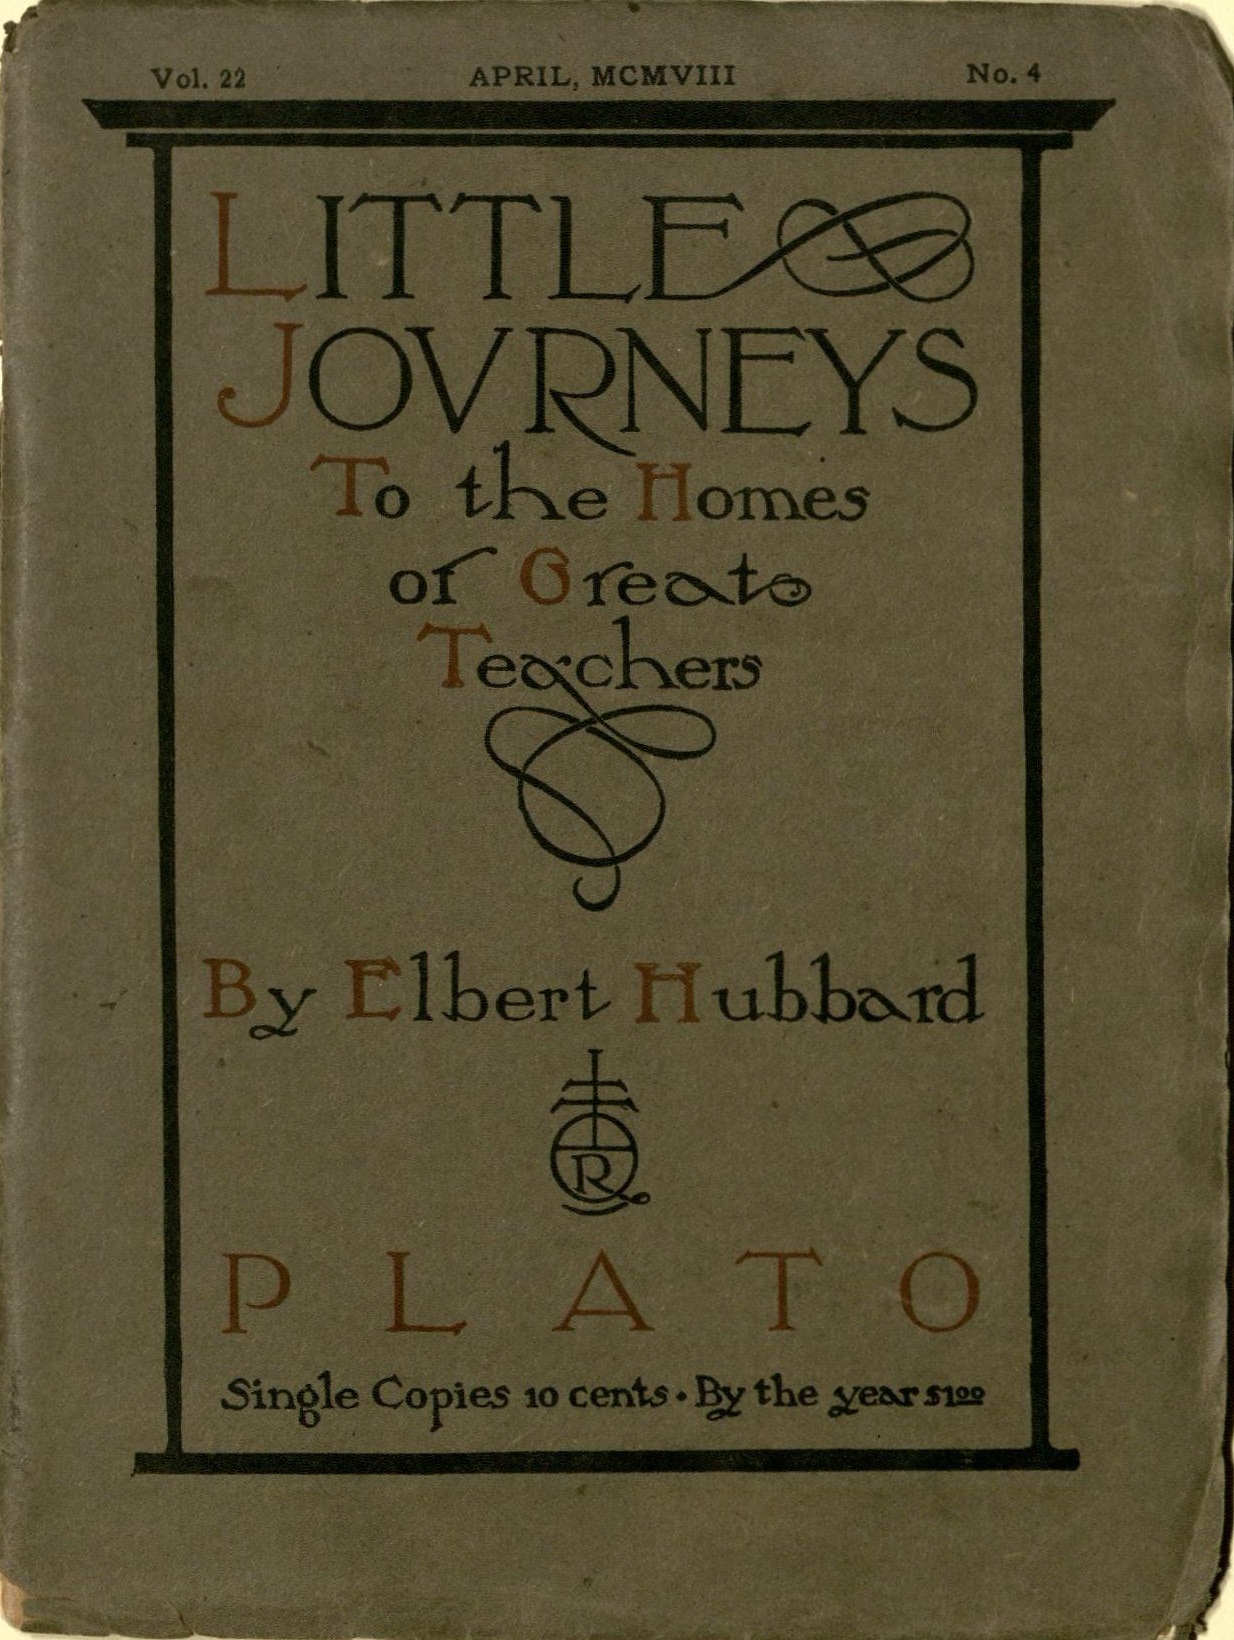 Vol. 22 APRIL, MCMVIII No. 4
LITTLE
JOVRNEYS
To the Homes
of Great
Teachers
By Elbert Hubbard
R
PLATO
Single Copies 10 cents · By the year $1.00